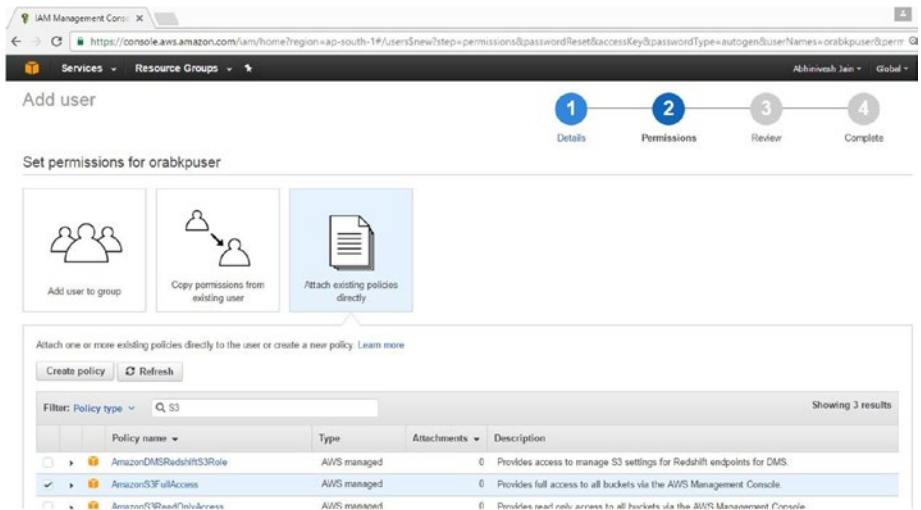 IAM Management Conso
https://console.aws.amazon.com/iam/home?region=ap-south-1#/users$new?step=permissions&passwordReset&accessKey&passwordType=autogen&userNames=orabkpuser&perm
Services Resource Groups Abhinivesh Jain Global
Add user
1 2 3 4
Details Permissions Review Complete
Set permissions for orabkpuser
Add user to group
Copy permissions from existing user
Attach existing policies directly
Attach one or more existing policies directly to the user or create a new policy. Learn more
Create policy Refresh
Filter: Policy type S3 Showing 3 results
Policy name Type Attachments Description
AmazonDMSRedshiftS3Role AWS managed 0 Provides access to manage S3 settings for Redshift endpoints for DMS.
AmazonS3FullAccess AWS managed 0 Provides full access to all buckets via the AWS Management Console.
AmazonS3ReadOnlyAccess AWS managed 0 Provides read only access to all buckets via the AWS Management Console.